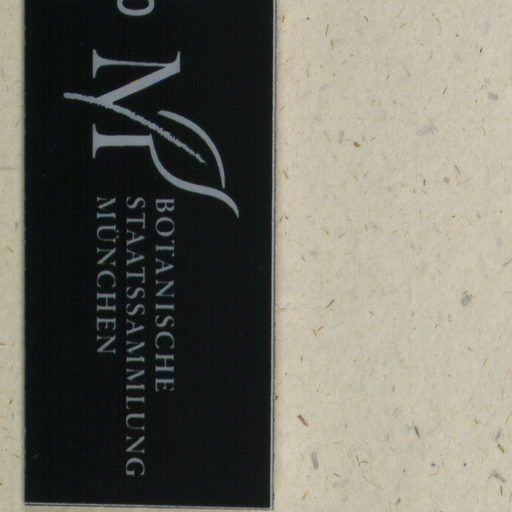 M
BOTANISCHE
STAATSSAMMLUNG
MÜNCHEN